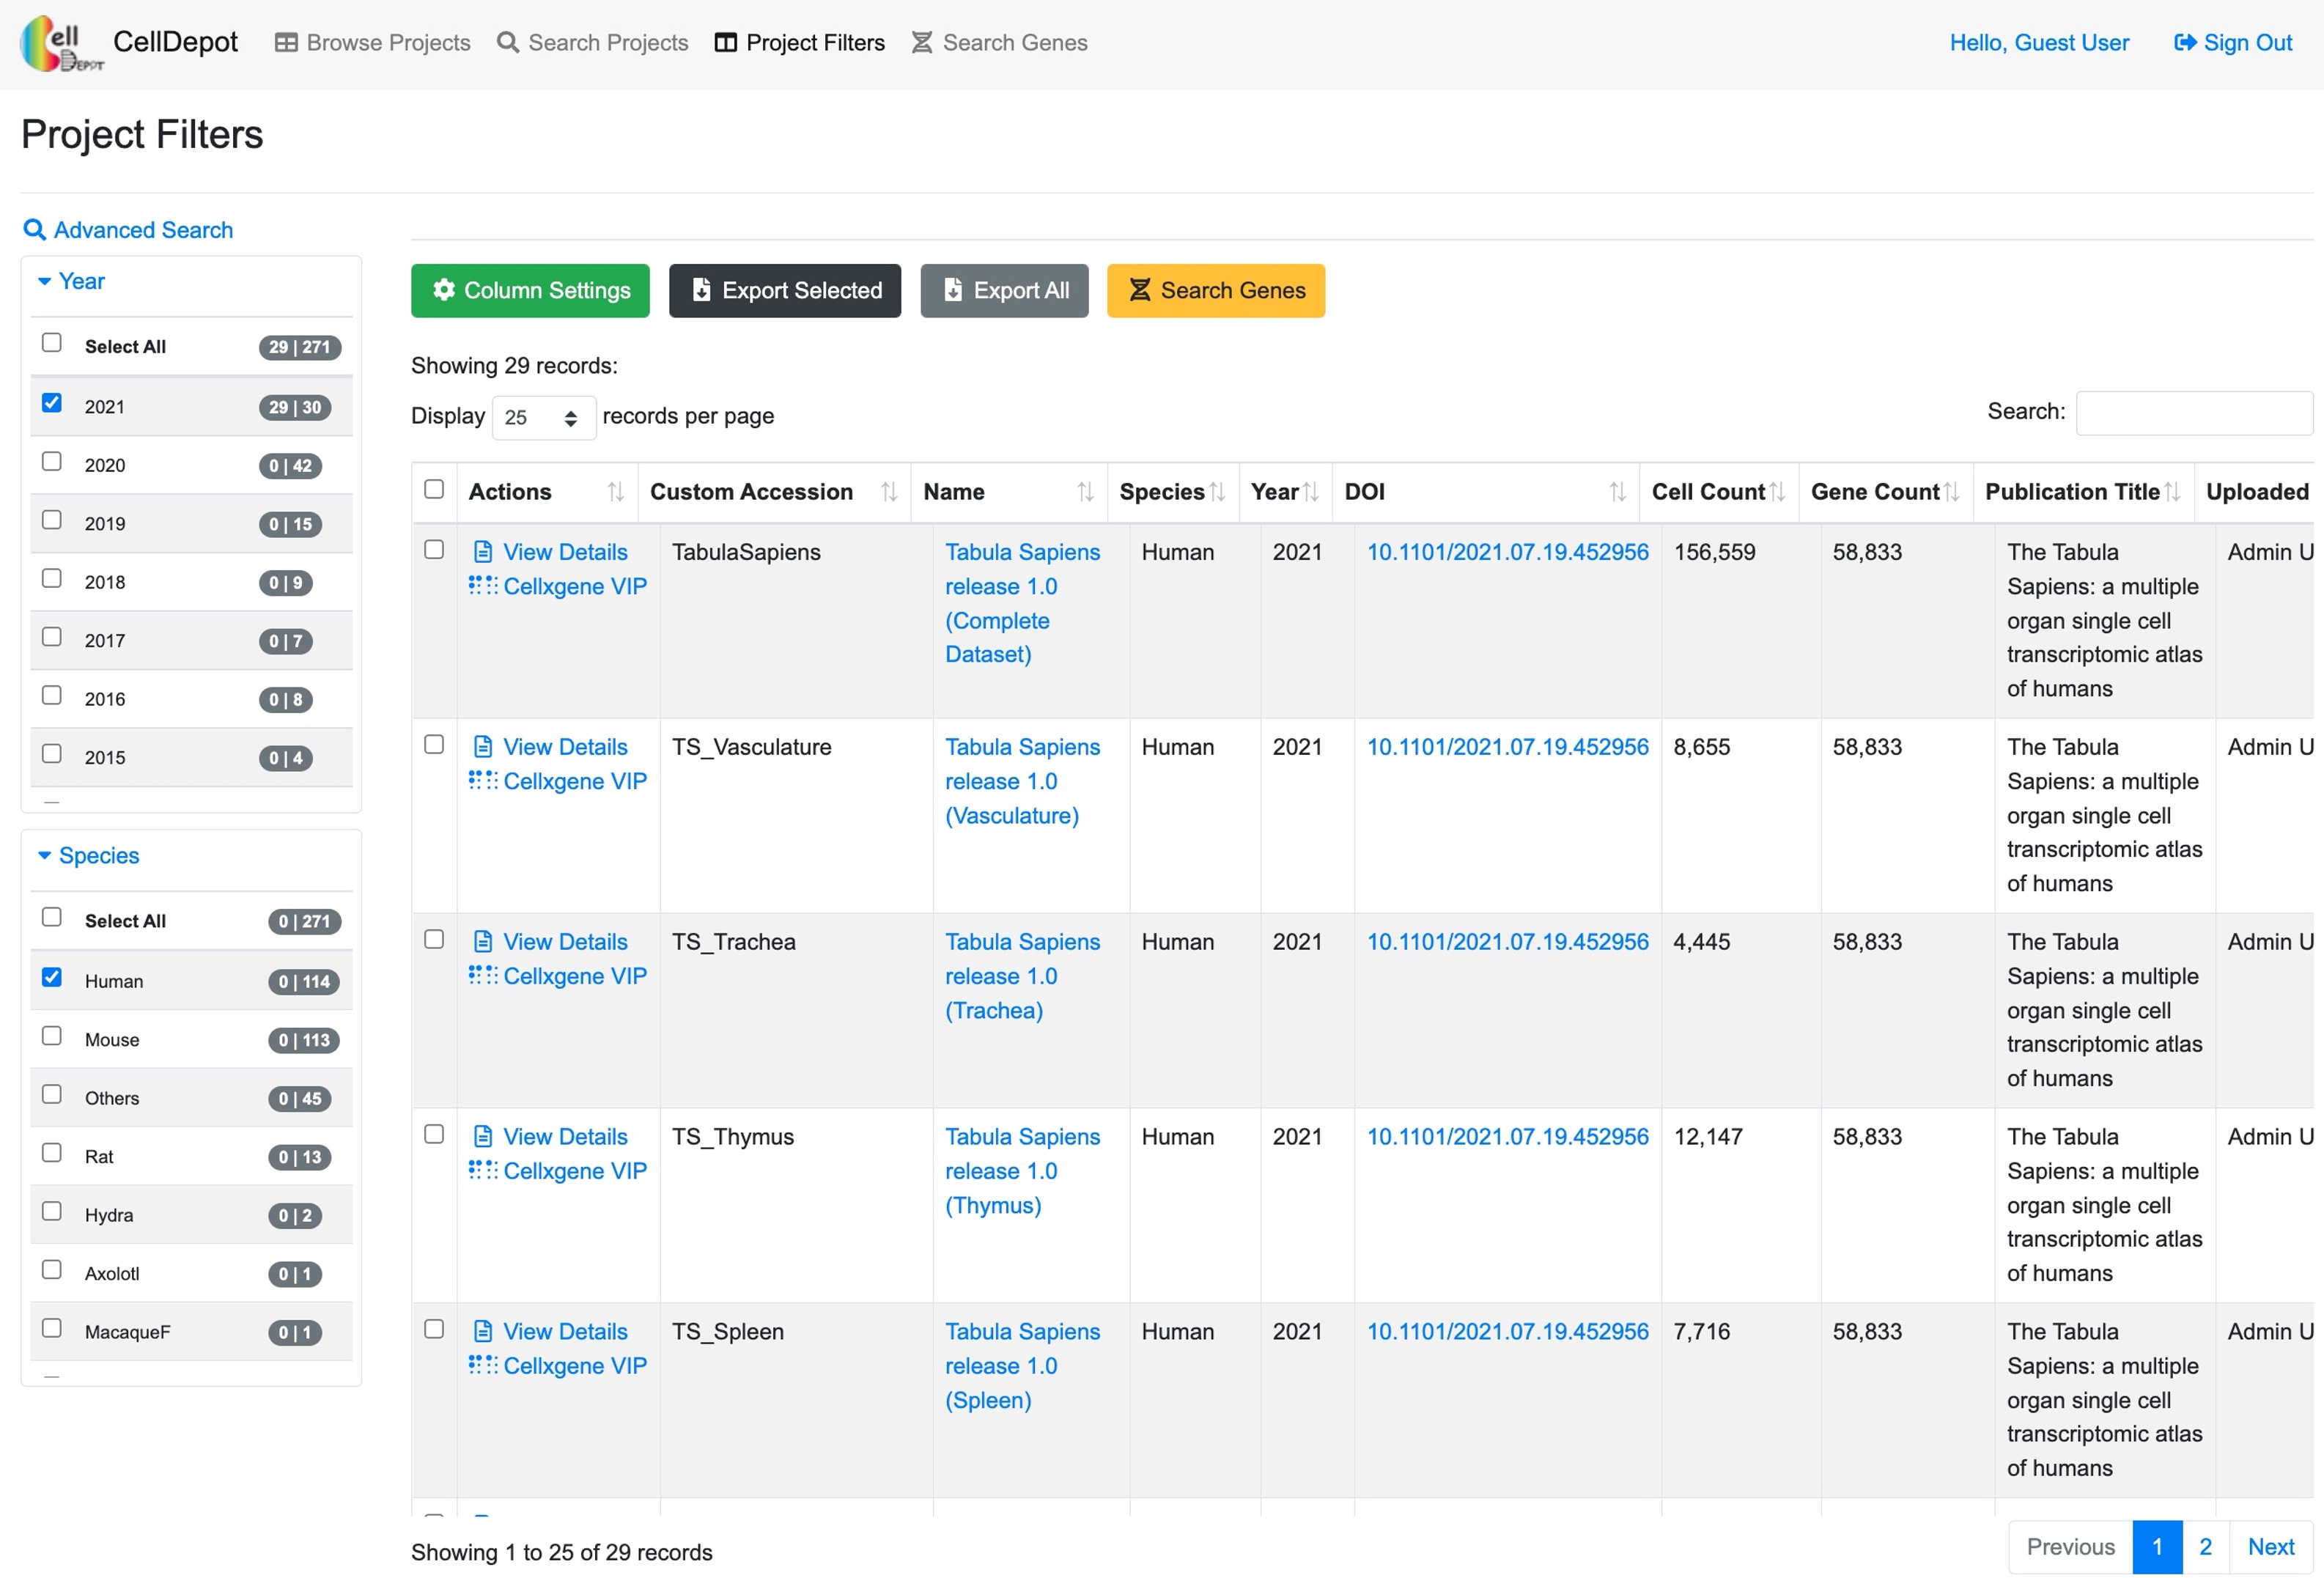 ell
DEPOT
CellDepot
Browse Projects
Search Projects
Project Filters
Search Genes
Hello, Guest User
Sign Out
Project Filters
Advanced Search
Year
Select All 29 | 271
2021 29 | 30
2020 0 | 42
2019 0 | 15
2018 0 | 9
2017 0 | 7
2016 0 | 8
2015 0 | 4
Species
Select All 0 | 271
Human 0 | 114
Mouse 0 | 113
Others 0 | 45
Rat 0 | 13
Hydra 0 | 2
Axolotl 0 | 1
MacaqueF 0 | 1
Column Settings
Export Selected
Export All
Search Genes
Showing 29 records:
Display 25 records per page
Search:
Actions Custom Accession Name Species Year DOI Cell Count Gene Count Publication Title Uploaded
View Details TabulaSapiens Tabula Sapiens Human 2021 10.1101/2021.07.19.452956 156,559 58,833 The Tabula Admin U
Cellxgene VIP release 1.0 Sapiens: a multiple
(Complete organ single cell
Dataset) transcriptomic atlas
of humans
View Details TS_Vasculature Tabula Sapiens Human 2021 10.1101/2021.07.19.452956 8,655 58,833 The Tabula Admin U
Cellxgene VIP release 1.0 Sapiens: a multiple
(Vasculature) organ single cell
transcriptomic atlas
of humans
View Details TS_Trachea Tabula Sapiens Human 2021 10.1101/2021.07.19.452956 4,445 58,833 The Tabula Admin U
Cellxgene VIP release 1.0 Sapiens: a multiple
(Trachea) organ single cell
transcriptomic atlas
of humans
View Details TS_Thymus Tabula Sapiens Human 2021 10.1101/2021.07.19.452956 12,147 58,833 The Tabula Admin U
Cellxgene VIP release 1.0 Sapiens: a multiple
(Thymus) organ single cell
transcriptomic atlas
of humans
View Details TS_Spleen Tabula Sapiens Human 2021 10.1101/2021.07.19.452956 7,716 58,833 The Tabula Admin U
Cellxgene VIP release 1.0 Sapiens: a multiple
(Spleen) organ single cell
transcriptomic atlas
of humans
Showing 1 to 25 of 29 records
Previous 1 2 Next